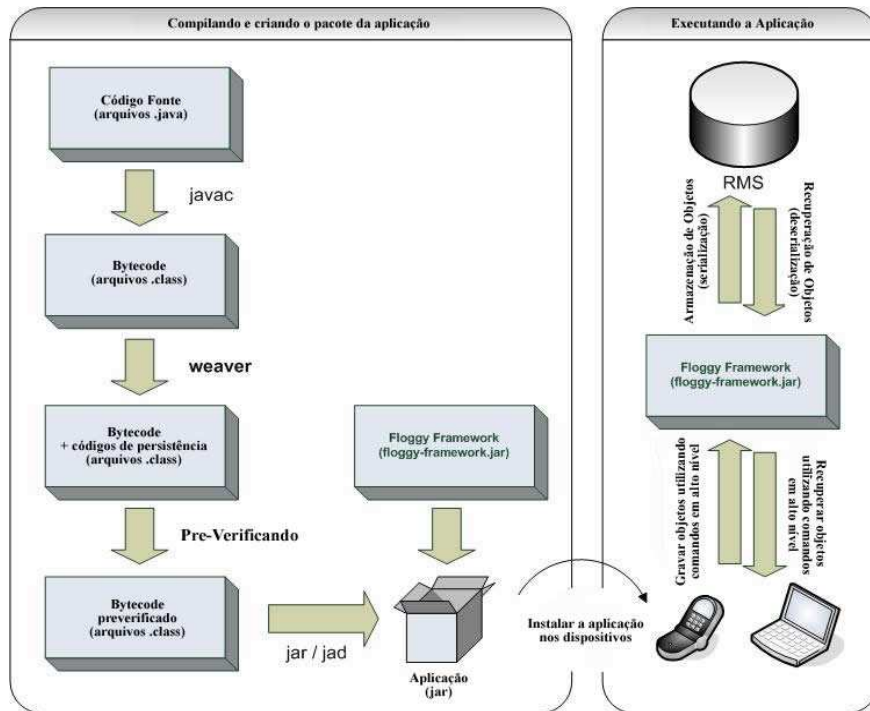 Compilando e criando o pacote da aplicação
Código Fonte
(arquivos .java)
javac
Bytecode
(arquivos .class)
weaver
Bytecode
+ códigos de persistência
(arquivos .class)
Floggy Framework
(floggy-framework.jar)
Pre-Verificando
Bytecode
preverificado
(arquivos .class)
jar / jad
Aplicação
(jar)
Instalar a aplicação
nos dispositivos
Executando a Aplicação
RMS
Armazenação de Objetos
(serialização)
Recuperação de Objetos
(deserialização)
Floggy Framework
(floggy-framework.jar)
Gravar objetos utilizando
comandos em alto nível
Recuperar objetos
utilizando comandos
em alto nível